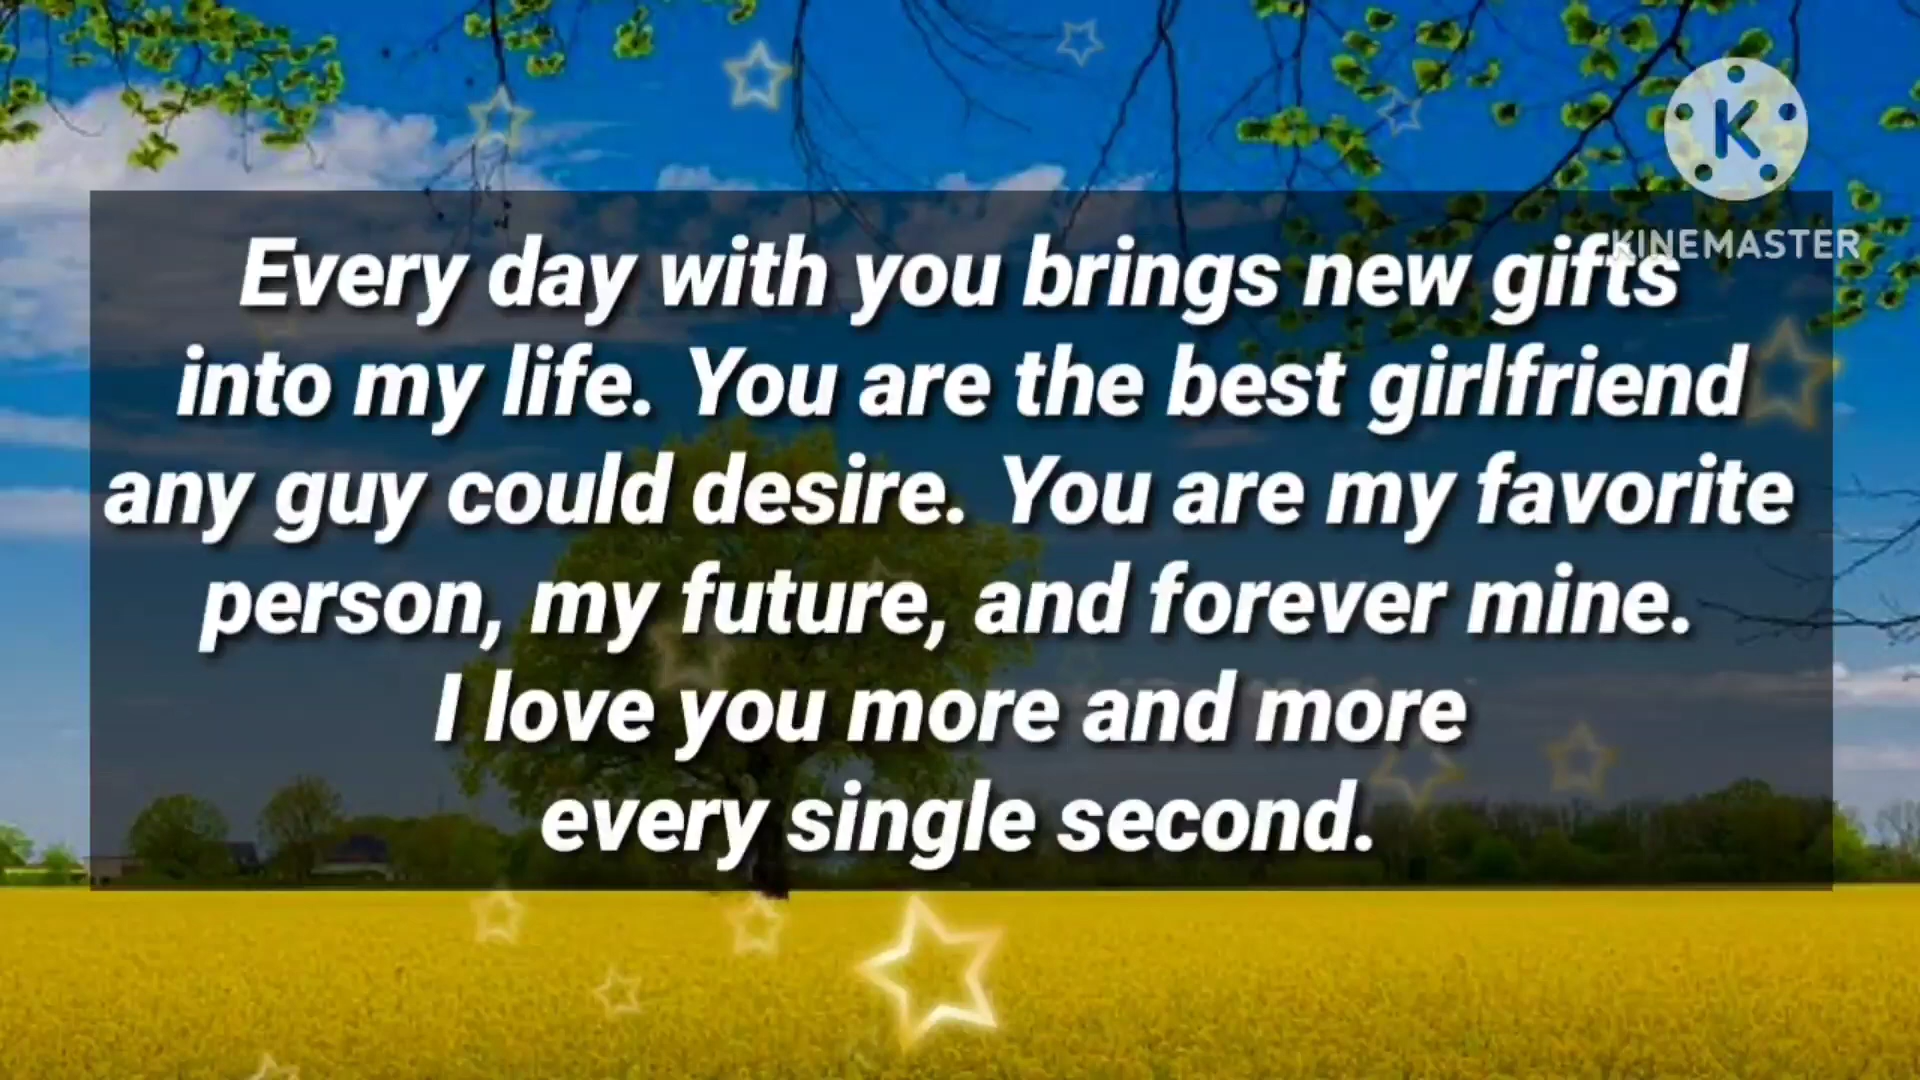 K
KINEMASTER
Every day with you brings new gifts
into my life. You are the best girlfriend
any guy could desire. You are my favorite
person, my future, and forever mine.
I love you more and more
every single second.